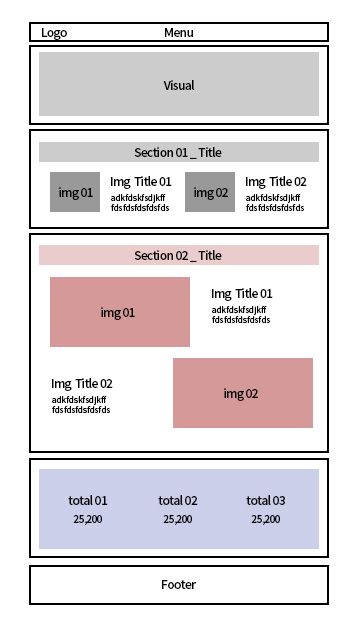 Logo
Menu
Visual
Section 01 _ Title
img 01
Img Title 01
adkfdskfsdjkff
fdsfdsfdsfdsfds
img 02
Img Title 02
adkfdskfsdjkff
fdsfdsfdsfdsfds
Section 02 _ Title
img 01
Img Title 01
adkfdskfsdjkff
fdsfdsfdsfdsfds
Img Title 02
adkfdskfsdjkff
fdsfdsfdsfdsfds
img 02
total 01
25,200
total 02
25,200
total 03
25,200
Footer